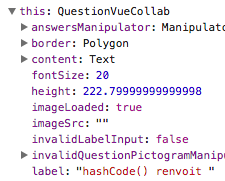 this: QuestionVueCollab
answersManipulator: Manipulator
border: Polygon
content: Text
fontSize: 20
height: 222.79999999999998
imageLoaded: true
imageSrc: ""
invalidLabelInput: false
invalidQuestionPictogramManip
label: "hashCode() renvoit "